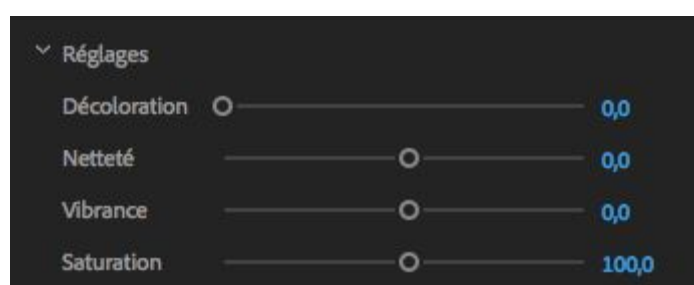 Réglages
Décoloration 0,0
Netteté 0,0
Vibrance 0,0
Saturation 100,0